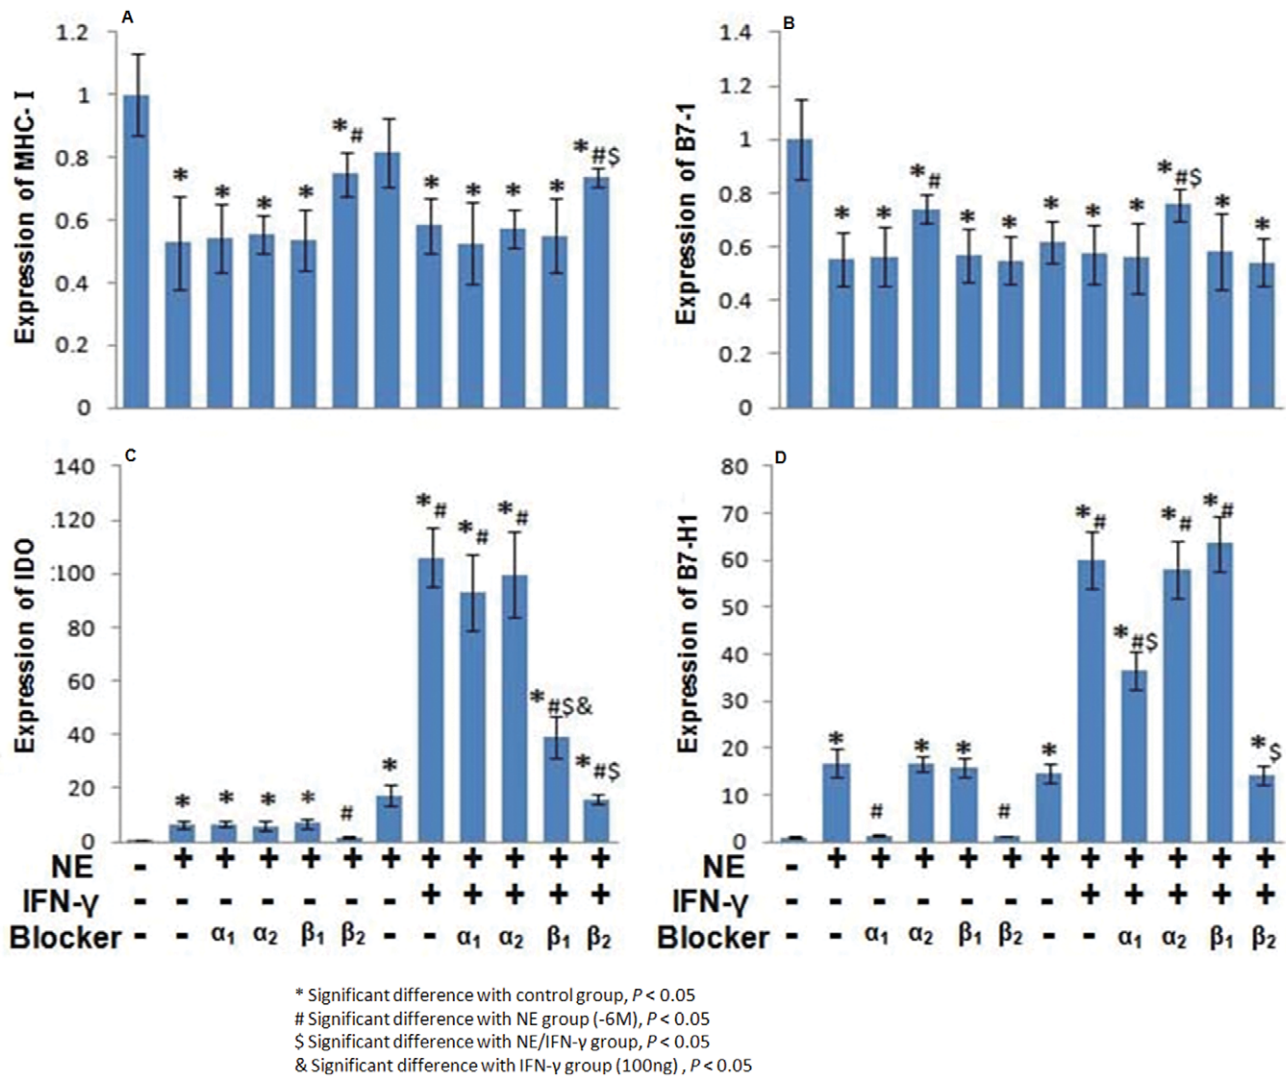 A
Expression of MHC- I
1.2
1
0.8
0.6
0.4
0.2
0
* * * * * *# * * * * *#$
B
Expression of B7-1
1.4
1.2
1
0.8
0.6
0.4
0.2
0
* * *# * * * * * *#$ * *
C
Expression of IDO
140
120
100
80
60
40
20
0
* * * * # * *# *# *# *#$& *#$
D
Expression of B7-H1
80
70
60
50
40
30
20
10
0
* # * * # * *# *#$ *# *# *$
NE - + + + + + + + + + + +
IFN-γ - - - - - - - + + + + +
Blocker - - α1 α2 β1 β2 - - α1 α2 β1 β2
NE - + + + + + + + + + + +
IFN-γ - - - - - - - + + + + +
Blocker - - α1 α2 β1 β2 - - α1 α2 β1 β2
* Significant difference with control group, P < 0.05
# Significant difference with NE group (-6M), P < 0.05
$ Significant difference with NE/IFN-γ group, P < 0.05
& Significant difference with IFN-γ group (100ng) , P < 0.05